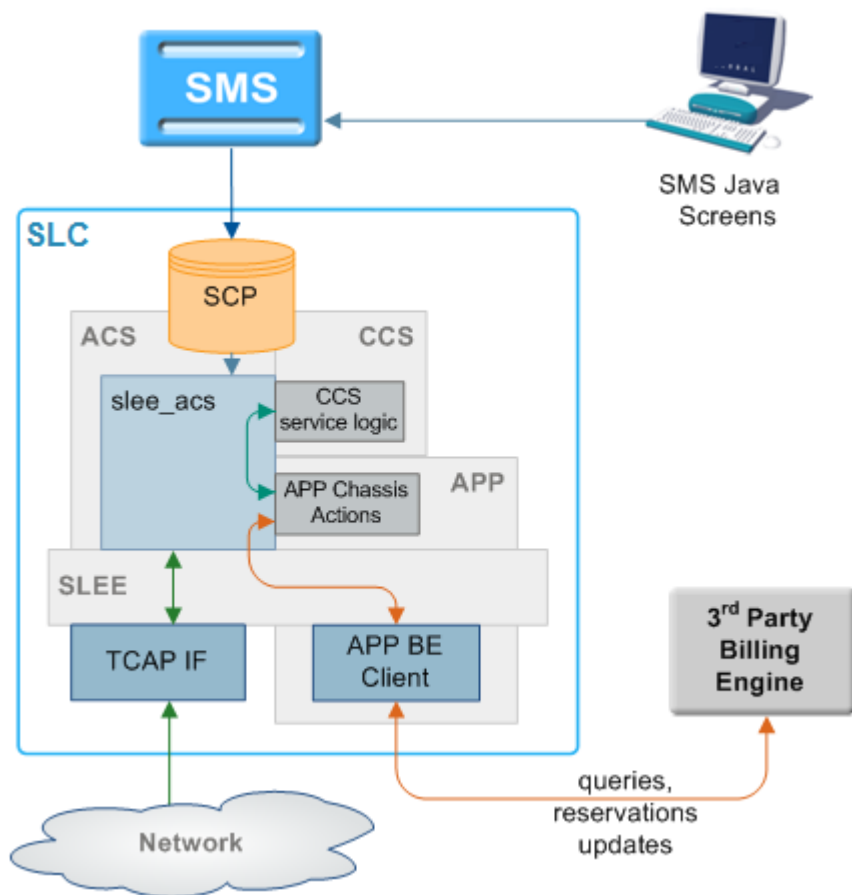 SMS
SMS Java
Screens
SLC
SCP
ACS
CCS
slee_acs
CCS
service logic
APP
APP Chassis
Actions
SLEE
TCAP IF
APP BE
Client
3rd Party
Billing
Engine
queries,
reservations
updates
Network